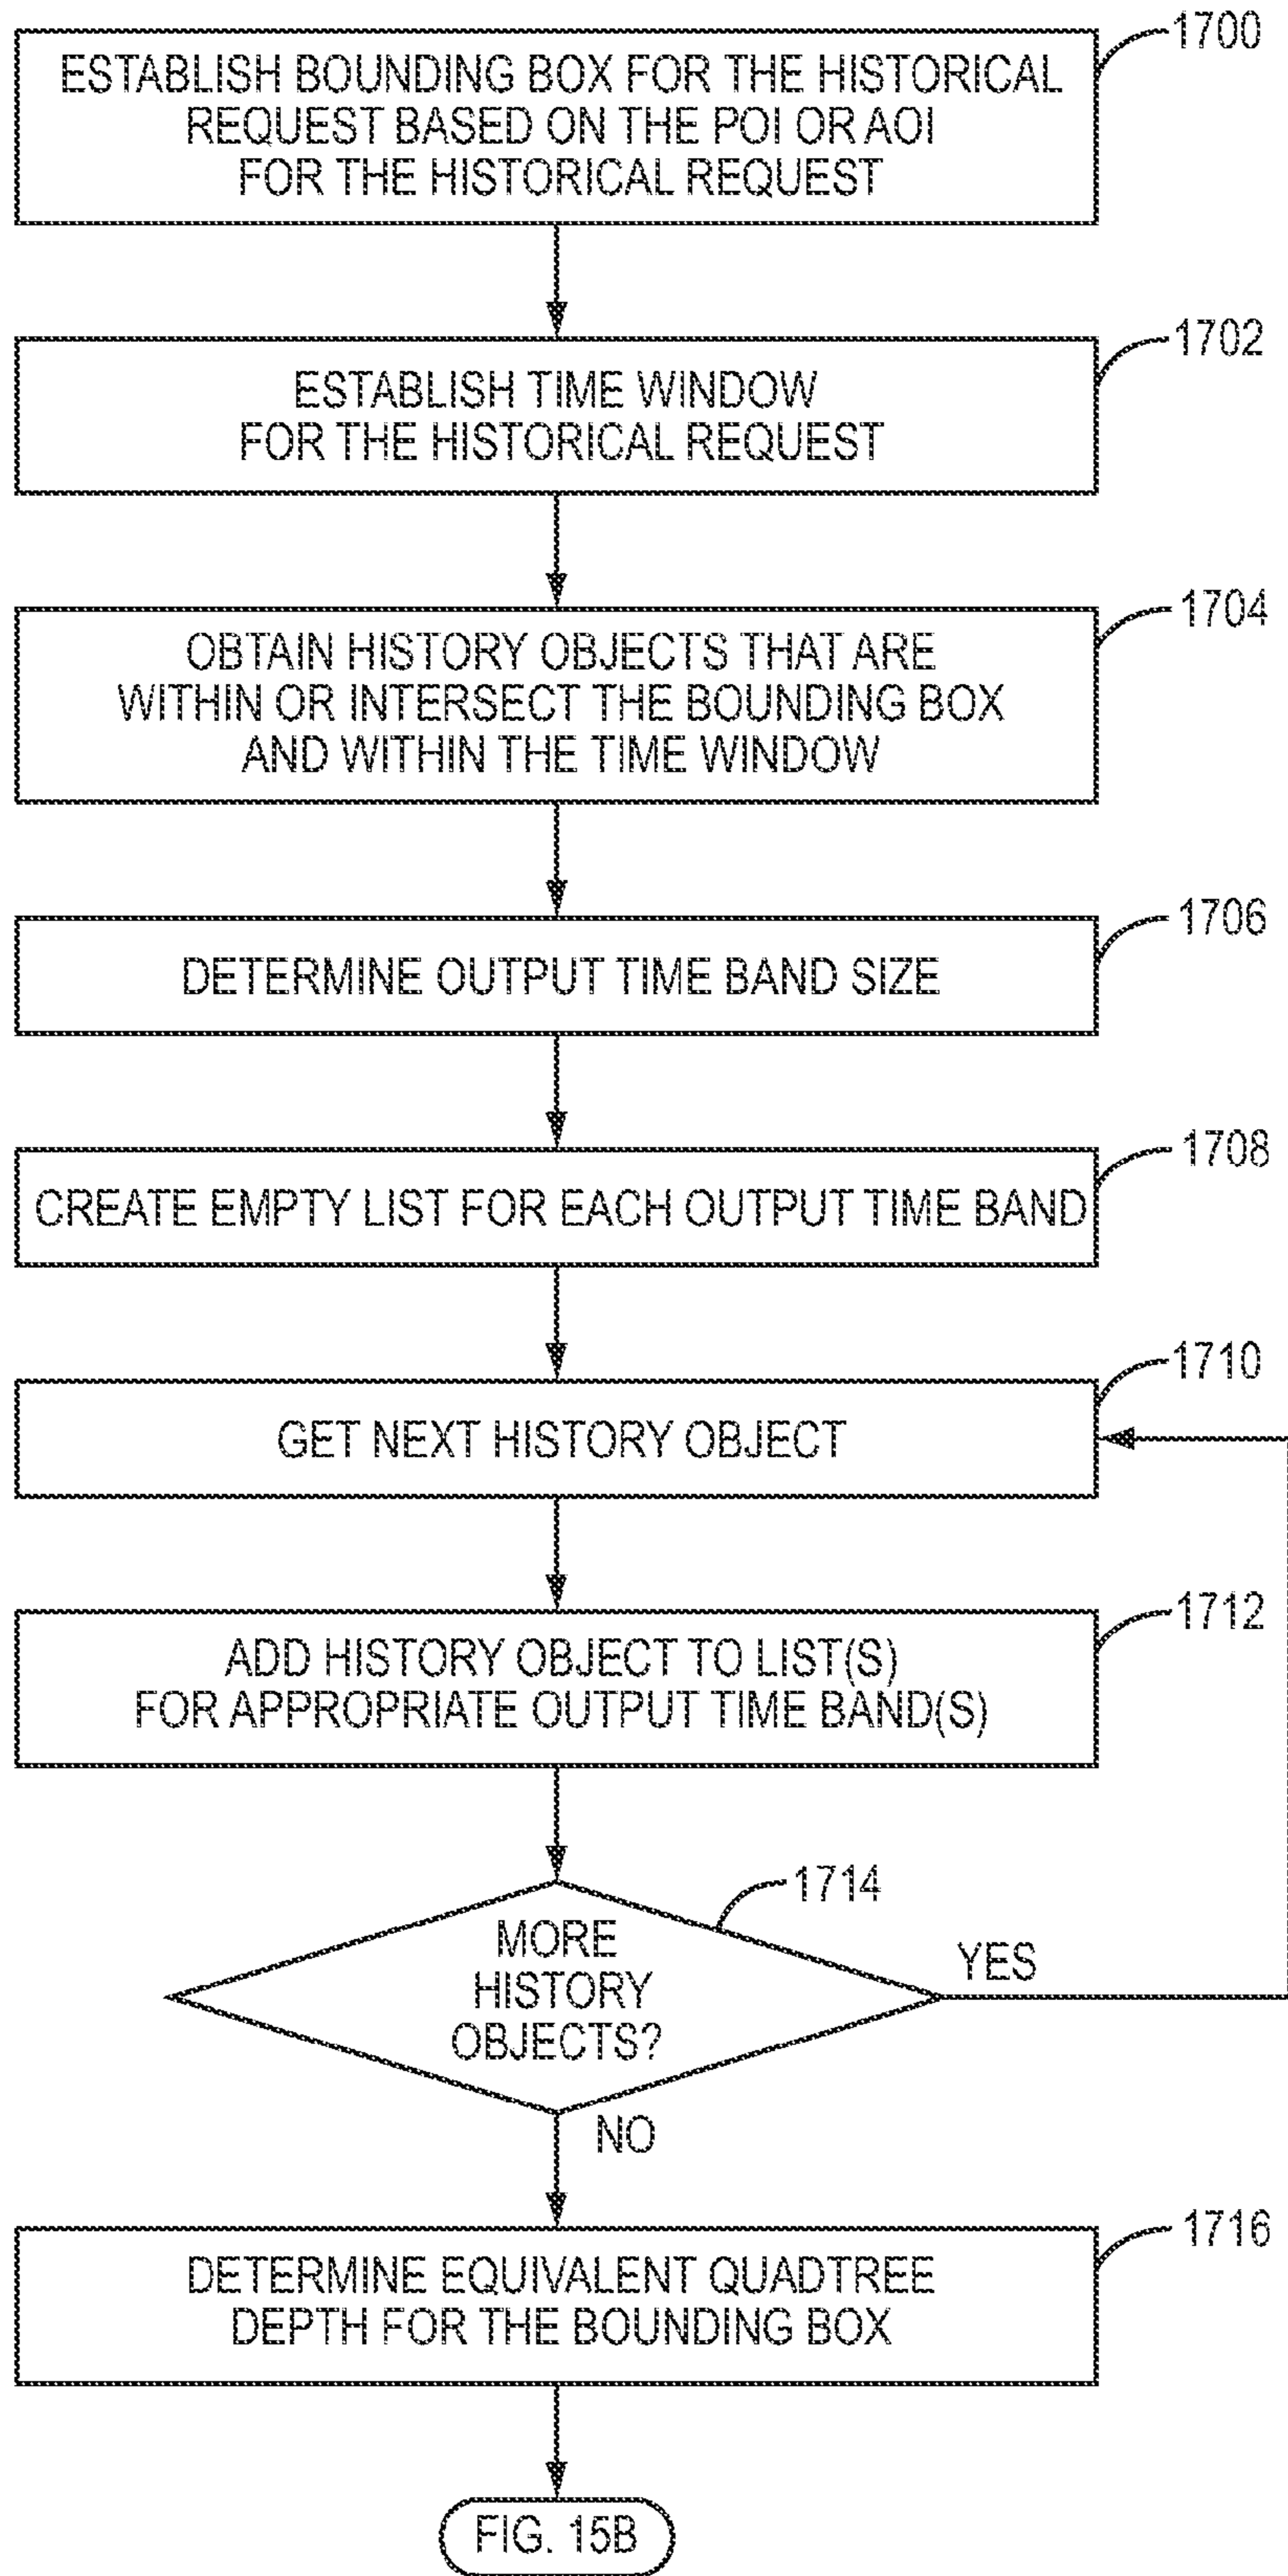 1700
ESTABLISH BOUNDING BOX FOR THE HISTORICAL
REQUEST BASED ON THE POI OR AOI
FOR THE HISTORICAL REQUEST
1702
ESTABLISH TIME WINDOW
FOR THE HISTORICAL REQUEST
1704
OBTAIN HISTORY OBJECTS THAT ARE
WITHIN OR INTERSECT THE BOUNDING BOX
AND WITHIN THE TIME WINDOW
1706
DETERMINE OUTPUT TIME BAND SIZE
1708
CREATE EMPTY LIST FOR EACH OUTPUT TIME BAND
1710
GET NEXT HISTORY OBJECT
1712
ADD HISTORY OBJECT TO LIST(S)
FOR APPROPRIATE OUTPUT TIME BAND(S)
1714
MORE
HISTORY
OBJECTS?
YES
NO
1716
DETERMINE EQUIVALENT QUADTREE
DEPTH FOR THE BOUNDING BOX
FIG. 15B